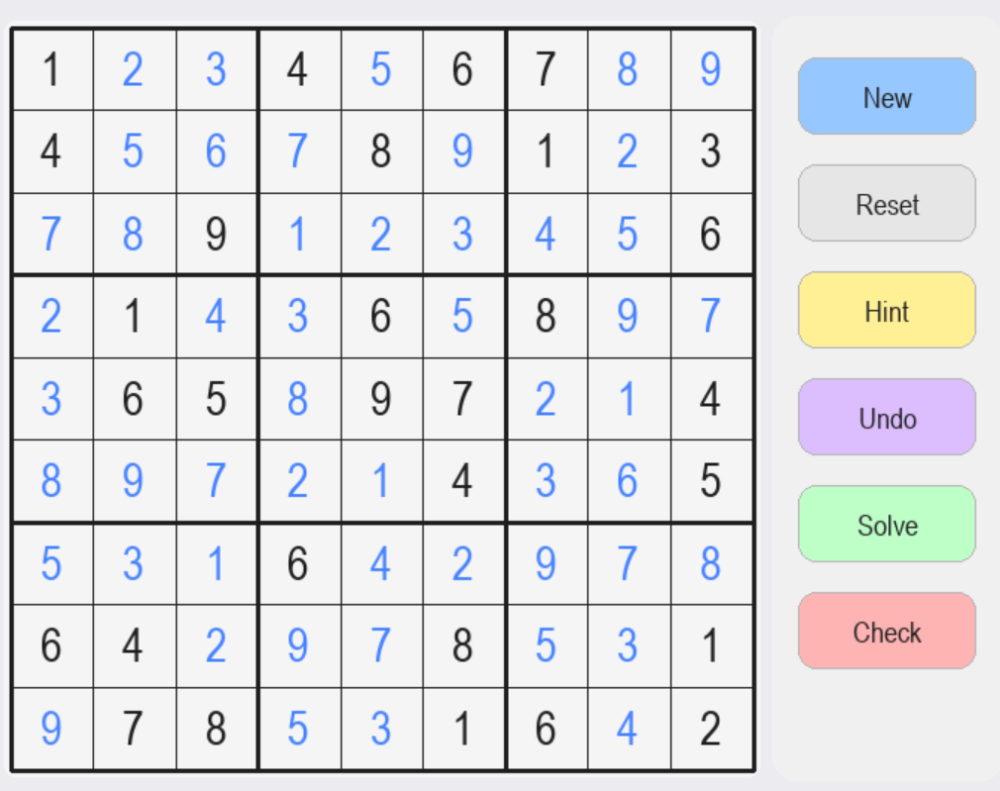 1 2 3 4 5 6 7 8 9
4 5 6 7 8 9 1 2 3
7 8 9 1 2 3 4 5 6
2 1 4 3 6 5 8 9 7
3 6 5 8 9 7 2 1 4
8 9 7 2 1 4 3 6 5
5 3 1 6 4 2 9 7 8
6 4 2 9 7 8 5 3 1
9 7 8 5 3 1 6 4 2
New
Reset
Hint
Undo
Solve
Check